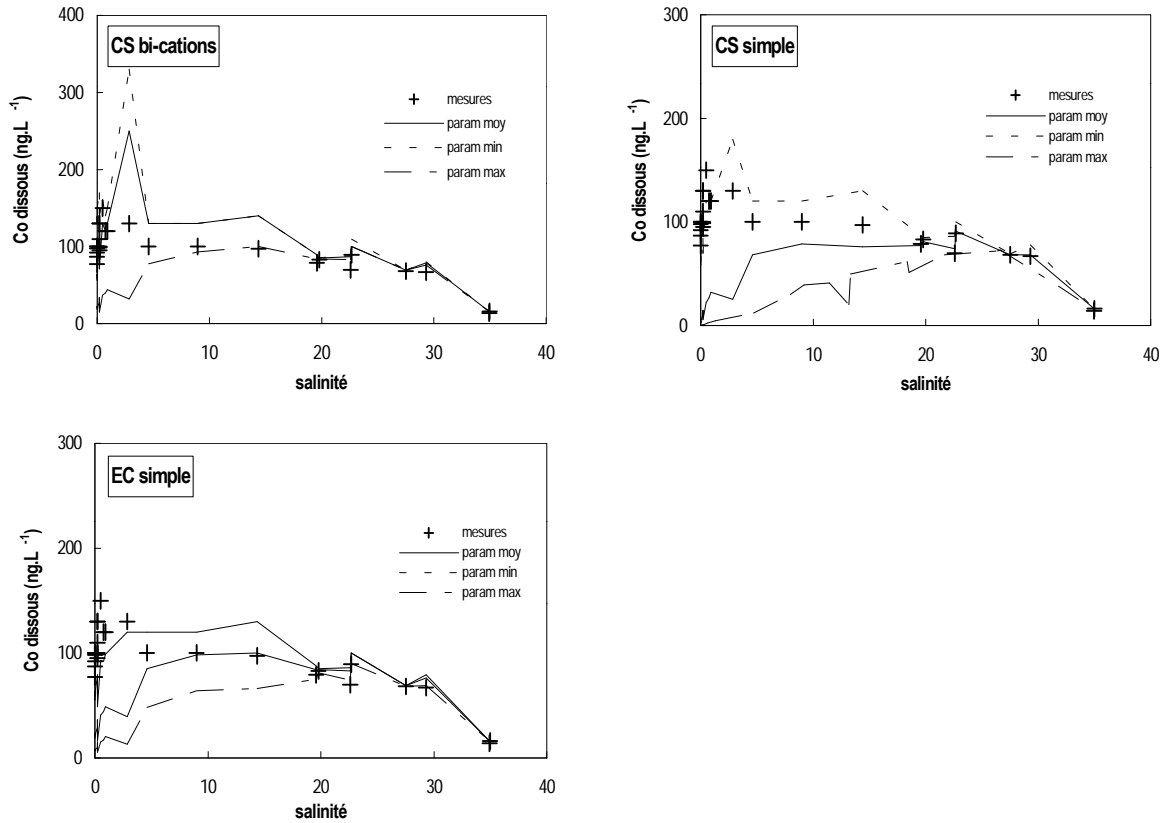 CS bi-cations
Co dissous (ng.L -1)
400
300
200
100
0
mesures
param moy
param min
param max
0 10 20 30 40
salinité
CS simple
Co dissous (ng.L -1)
300
200
100
0
mesures
param moy
param min
param max
0 10 20 30 40
salinité
EC simple
Co dissous (ng.L -1)
300
200
100
0
mesures
param moy
param min
param max
0 10 20 30 40
salinité